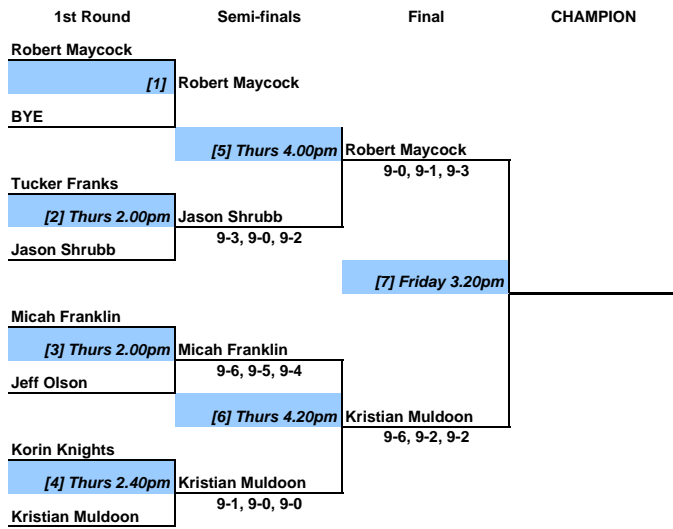 1st Round Semi-finals Final CHAMPION
Robert Maycock
[1] Robert Maycock
BYE
[5] Thurs 4.00pm Robert Maycock
9-0, 9-1, 9-3
Tucker Franks
[2] Thurs 2.00pm Jason Shrubb
9-3, 9-0, 9-2
Jason Shrubb
[7] Friday 3.20pm
Micah Franklin
[3] Thurs 2.00pm Micah Franklin
9-6, 9-5, 9-4
Jeff Olson
[6] Thurs 4.20pm Kristian Muldoon
9-6, 9-2, 9-2
Korin Knights
[4] Thurs 2.40pm Kristian Muldoon
9-1, 9-0, 9-0
Kristian Muldoon